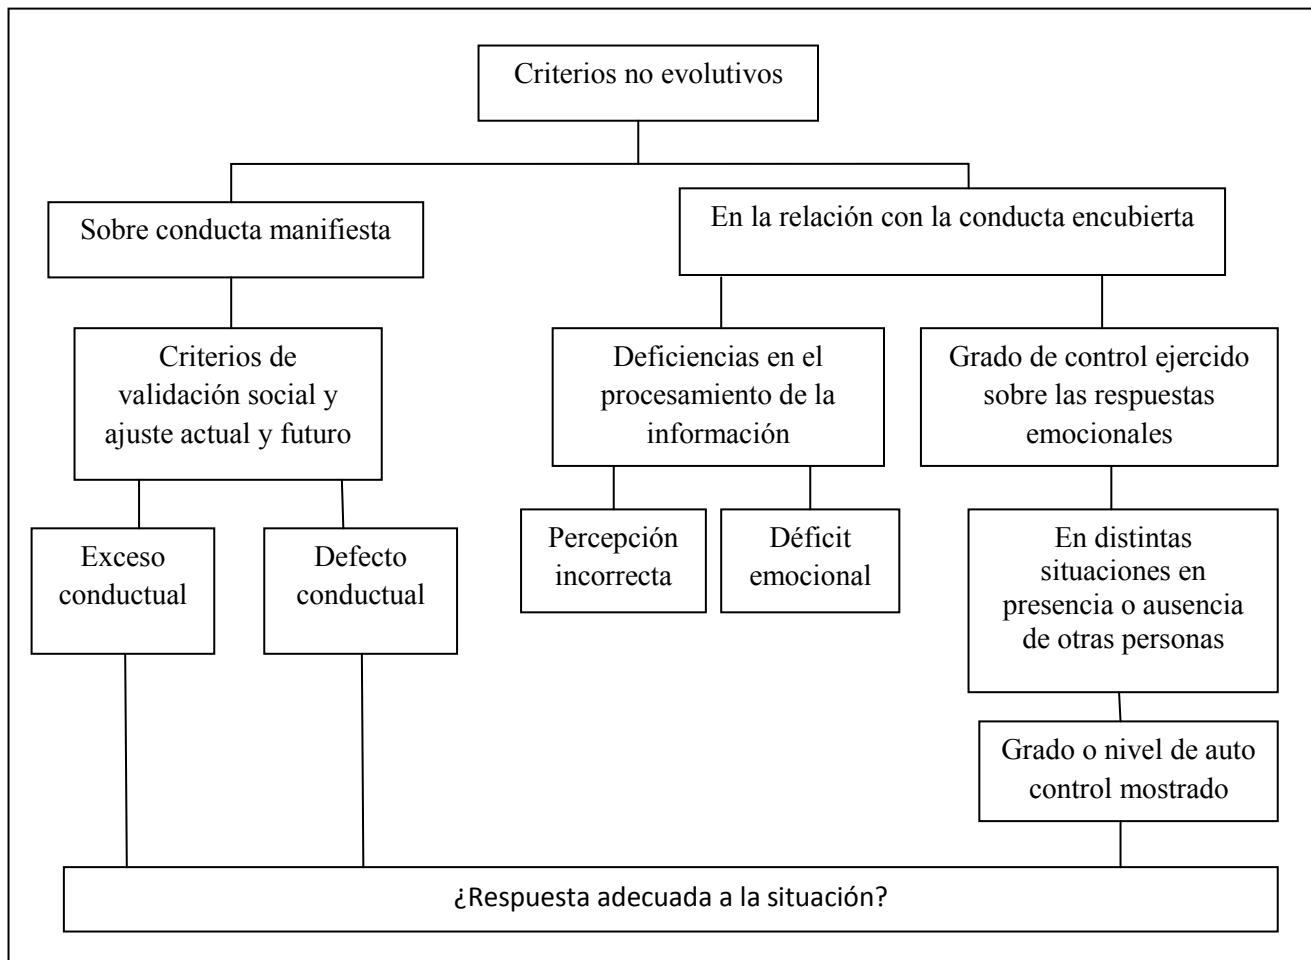 Criterios no evolutivos
Sobre conducta manifiesta
En la relación con la conducta encubierta
Criterios de
validación social y
ajuste actual y futuro
Deficiencias en el
procesamiento de la
información
Grado de control ejercido
sobre las respuestas
emocionales
Exceso
conductual
Defecto
conductual
Percepción
incorrecta
Déficit
emocional
En distintas
situaciones en
presencia o ausencia
de otras personas
Grado o nivel de auto
control mostrado
¿Respuesta adecuada a la situación?